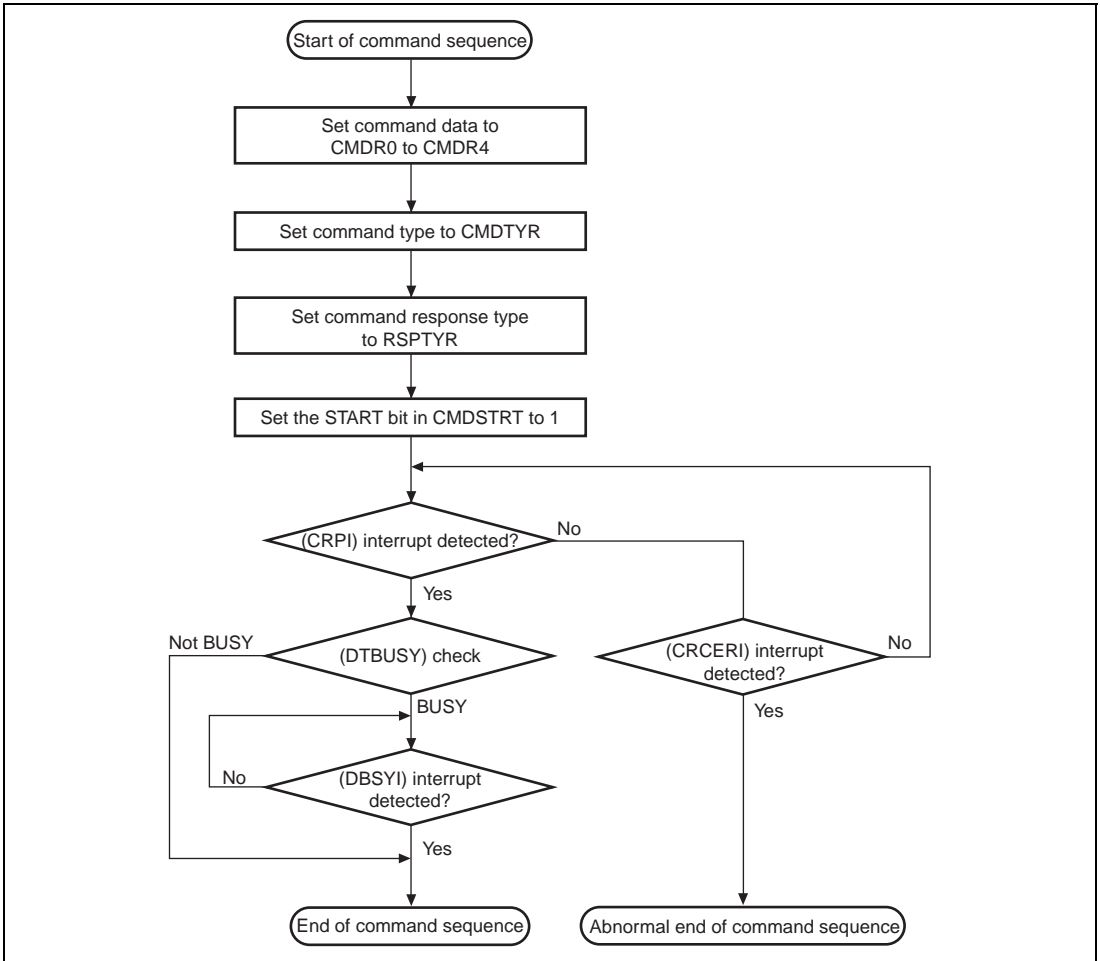 Start of command sequence
Set command data to
CMDR0 to CMDR4
Set command type to CMDTYR
Set command response type
to RSPTYR
Set the START bit in CMDSTRT to 1
(CRPI) interrupt detected?
No
Yes
Not BUSY
(DTBUSY) check
(CRCERI) interrupt
detected?
No
BUSY
Yes
No
(DBSYI) interrupt
detected?
Yes
End of command sequence
Abnormal end of command sequence